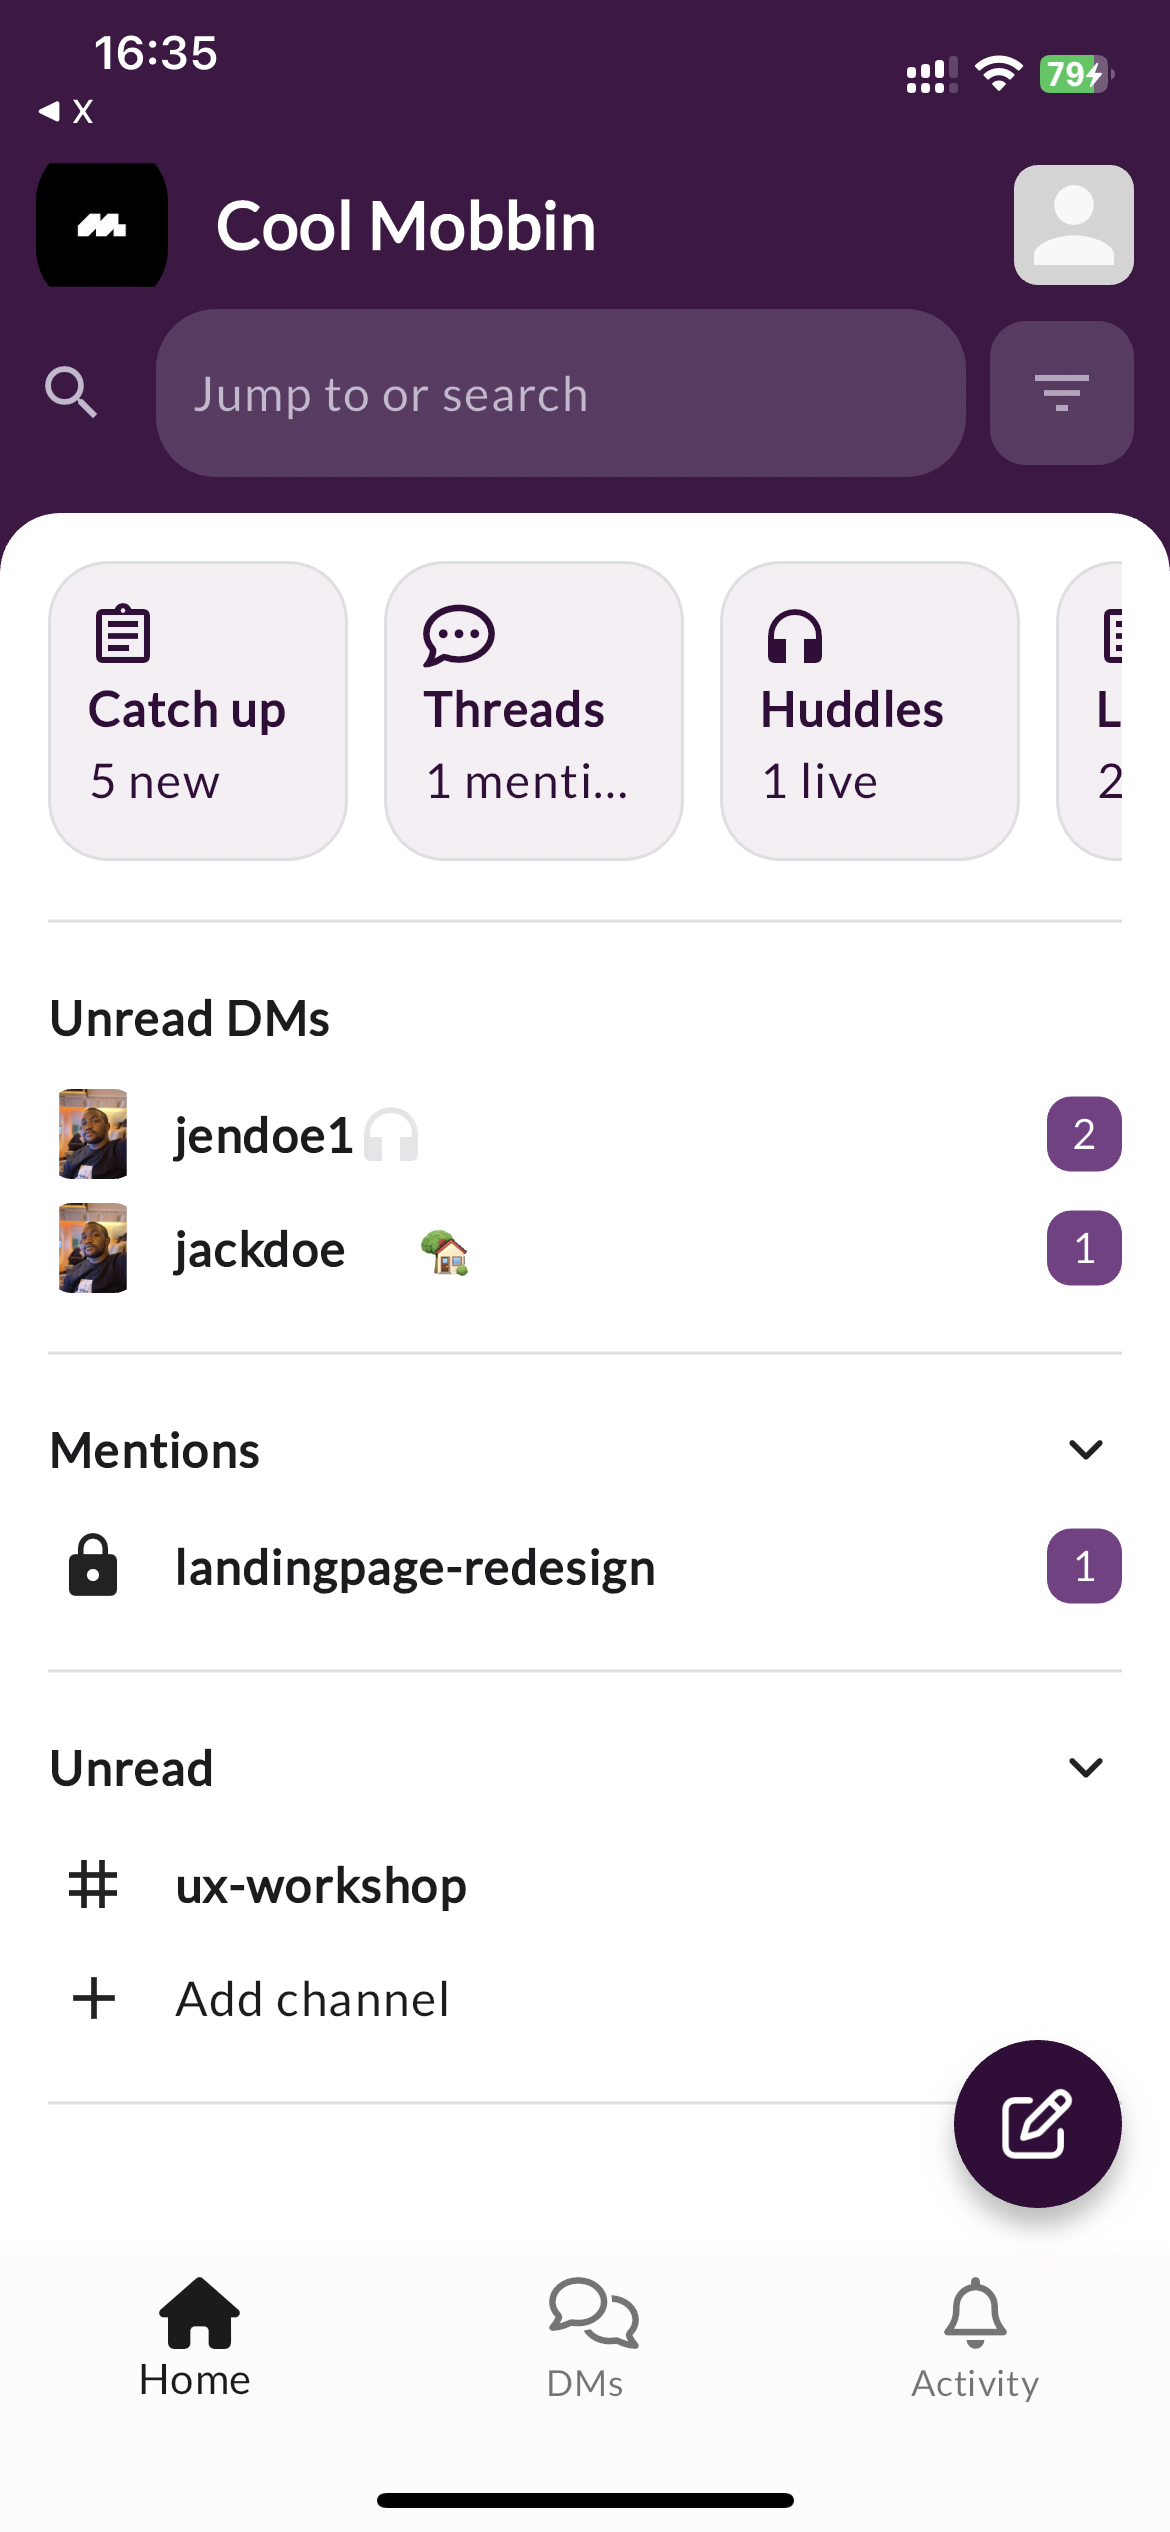 16:35
79
X
Cool Mobbin
Jump to or search
Catch up
5 new
Threads
1 menti...
Huddles
1 live
L
2
Unread DMs
jendoe1
2
jackdoe
1
Mentions
landingpage-redesign
1
Unread
ux-workshop
Add channel
Home
DMs
Activity